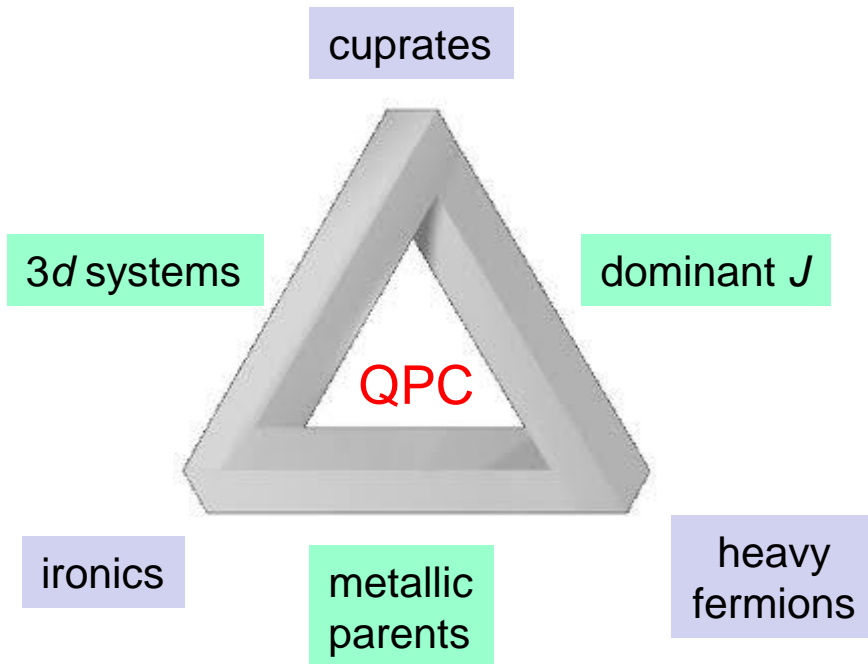 cuprates
3d systems
dominant J
QPC
ironics
metallic
parents
heavy
fermions